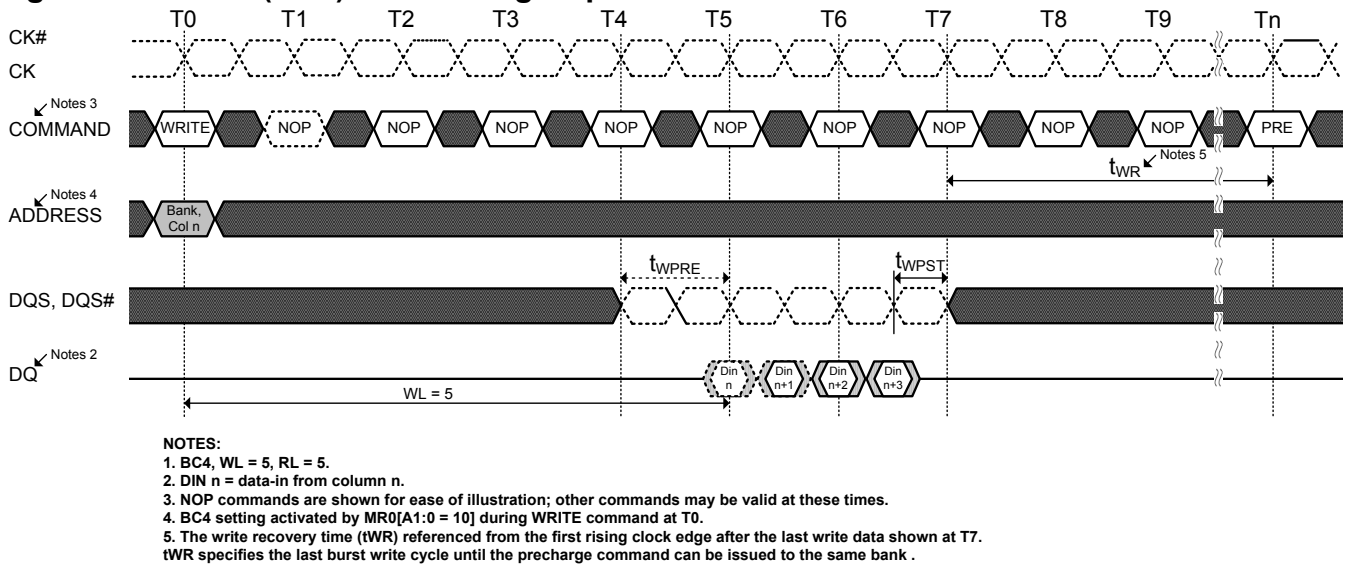 T0 T1 T2 T3 T4 T5 T6 T7 T8 T9 Tn
CK#
CK
Notes 3
COMMAND WRITE NOP NOP NOP NOP NOP NOP NOP NOP NOP PRE
tWR Notes 5
Notes 4
ADDRESS
Bank,
Col n
tWPRE tWPST
DQS, DQS#
Notes 2
DQ
Din
n
Din
n+1
Din
n+2
Din
n+3
WL = 5
NOTES:
1. BC4, WL = 5, RL = 5.
2. DIN n = data-in from column n.
3. NOP commands are shown for ease of illustration; other commands may be valid at these times.
4. BC4 setting activated by MR0[A1:0 = 10] during WRITE command at T0.
5. The write recovery time (tWR) referenced from the first rising clock edge after the last write data shown at T7.
tWR specifies the last burst write cycle until the precharge command can be issued to the same bank .